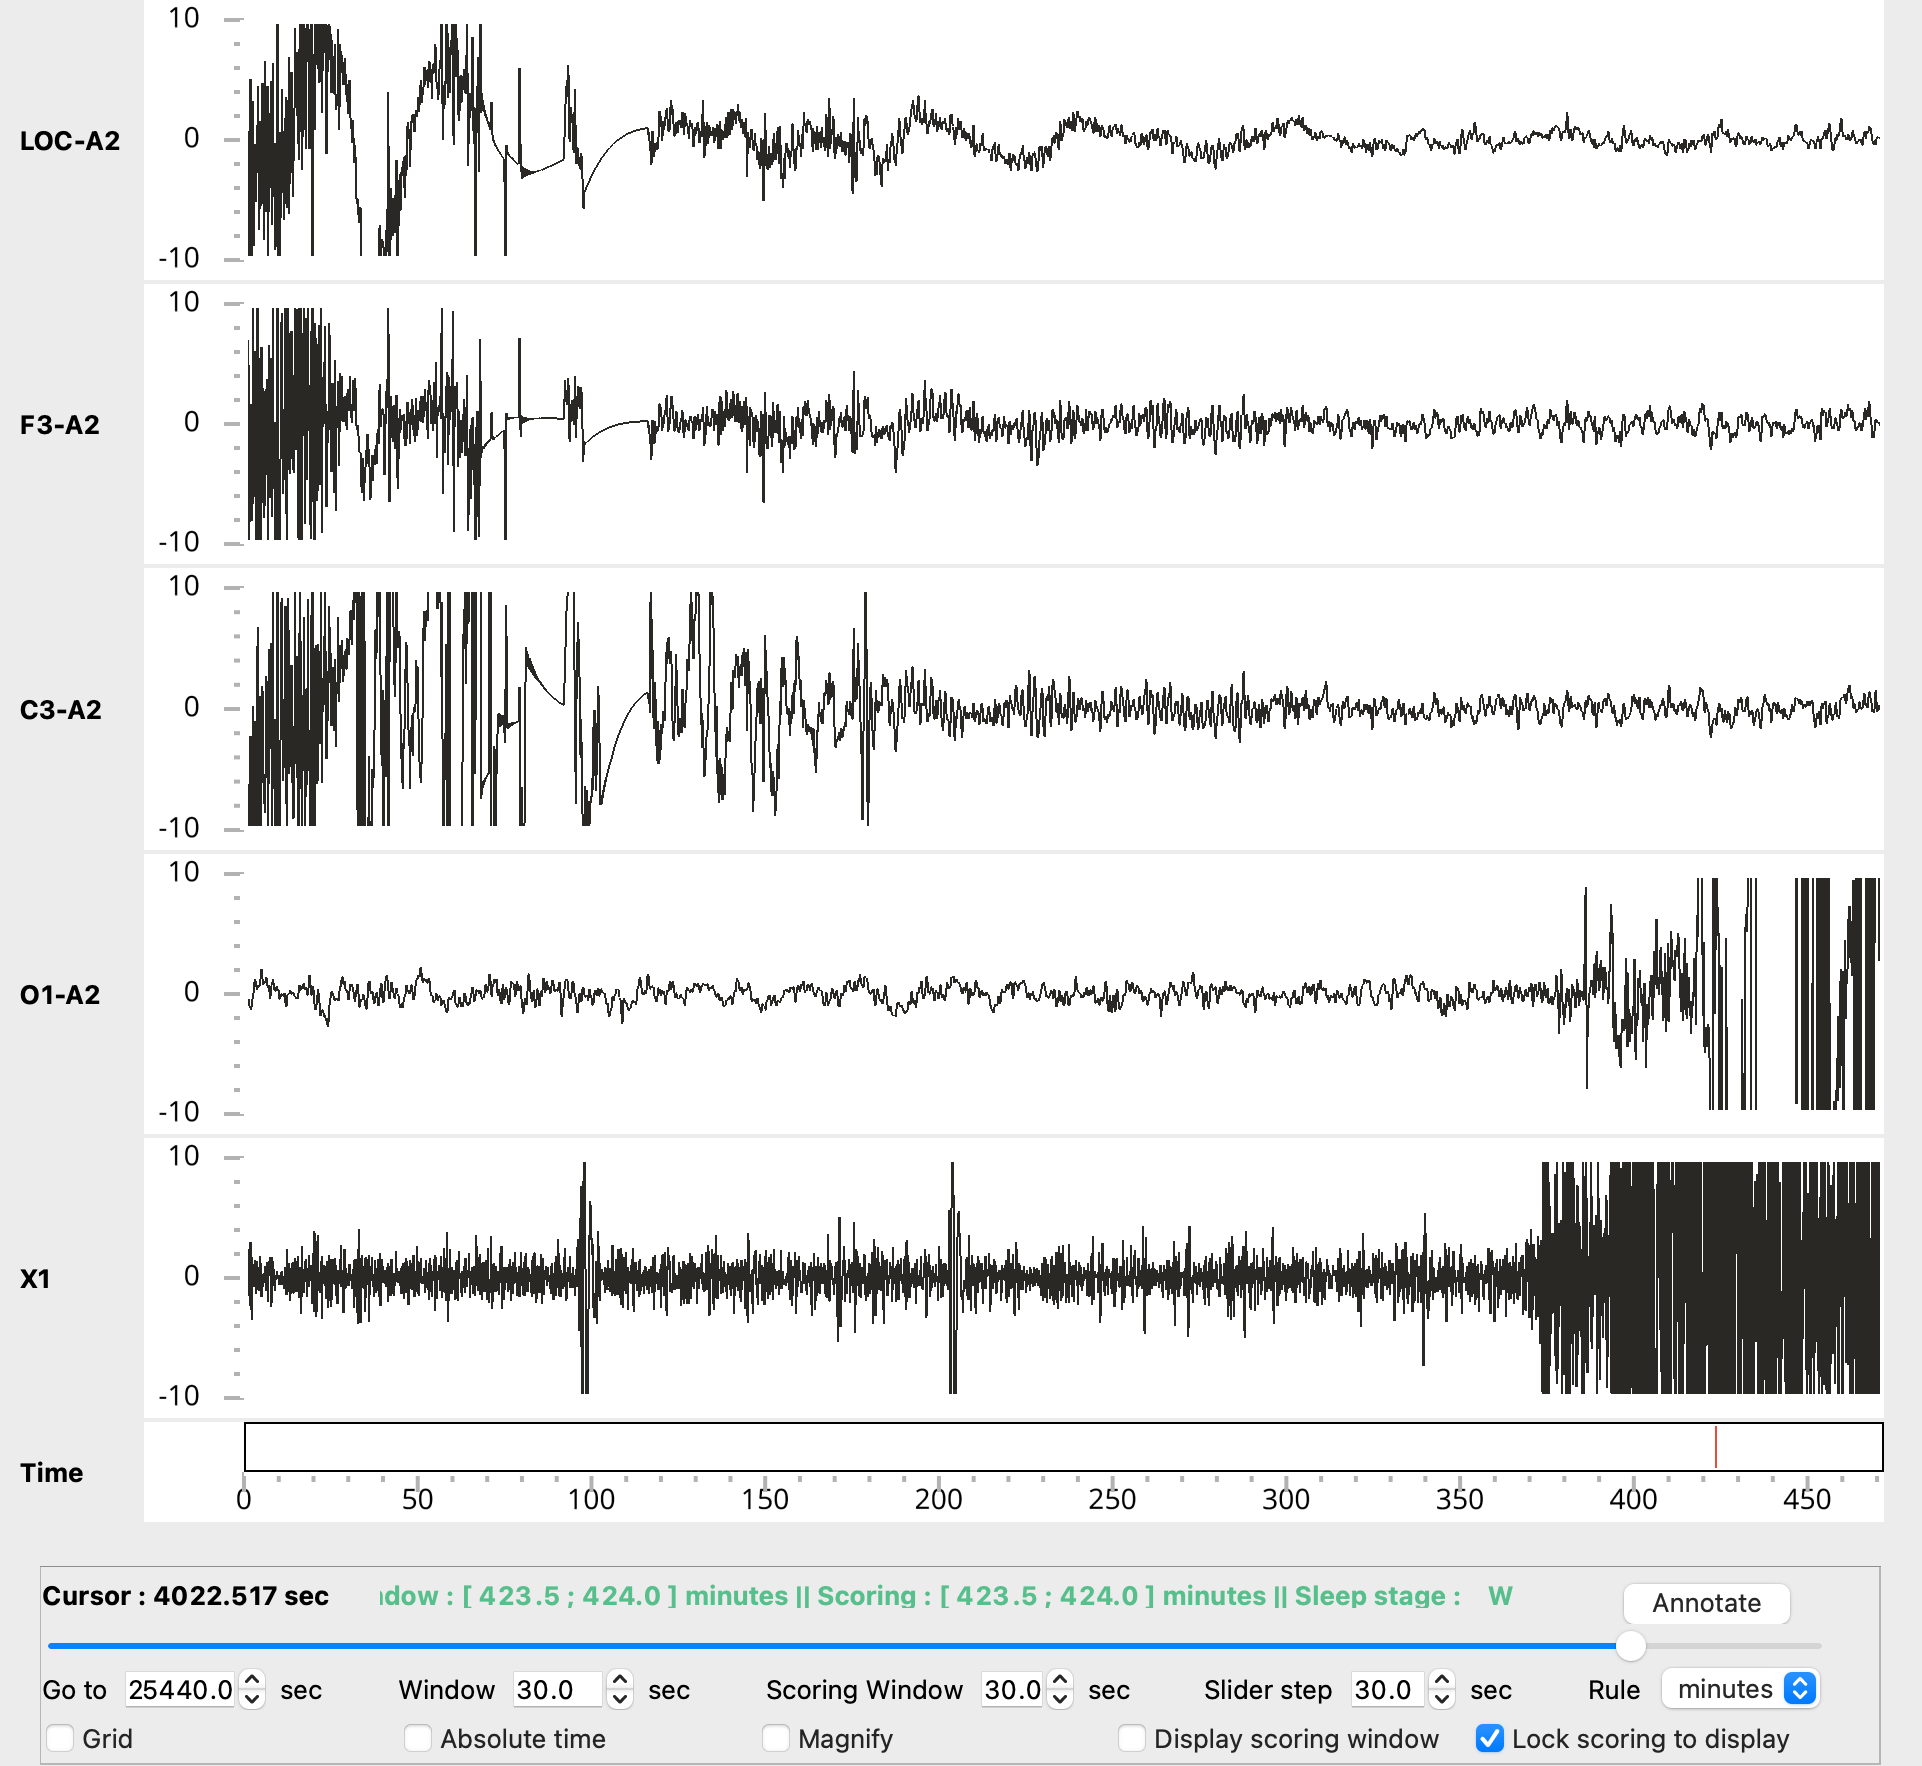 10
LOC-A2
0
-10
10
F3-A2
0
-10
10
C3-A2
0
-10
10
O1-A2
0
-10
10
X1
0
-10
Time
0 50 100 150 200 250 300 350 400 450
Cursor : 4022.517 sec dow : [ 423.5 ; 424.0 ] minutes || Scoring : [ 423.5 ; 424.0 ] minutes || Sleep stage : W Annotate
Go to 25440.0 sec Window 30.0 sec Scoring Window 30.0 sec Slider step 30.0 sec Rule minutes
Grid Absolute time Magnify Display scoring window Lock scoring to display